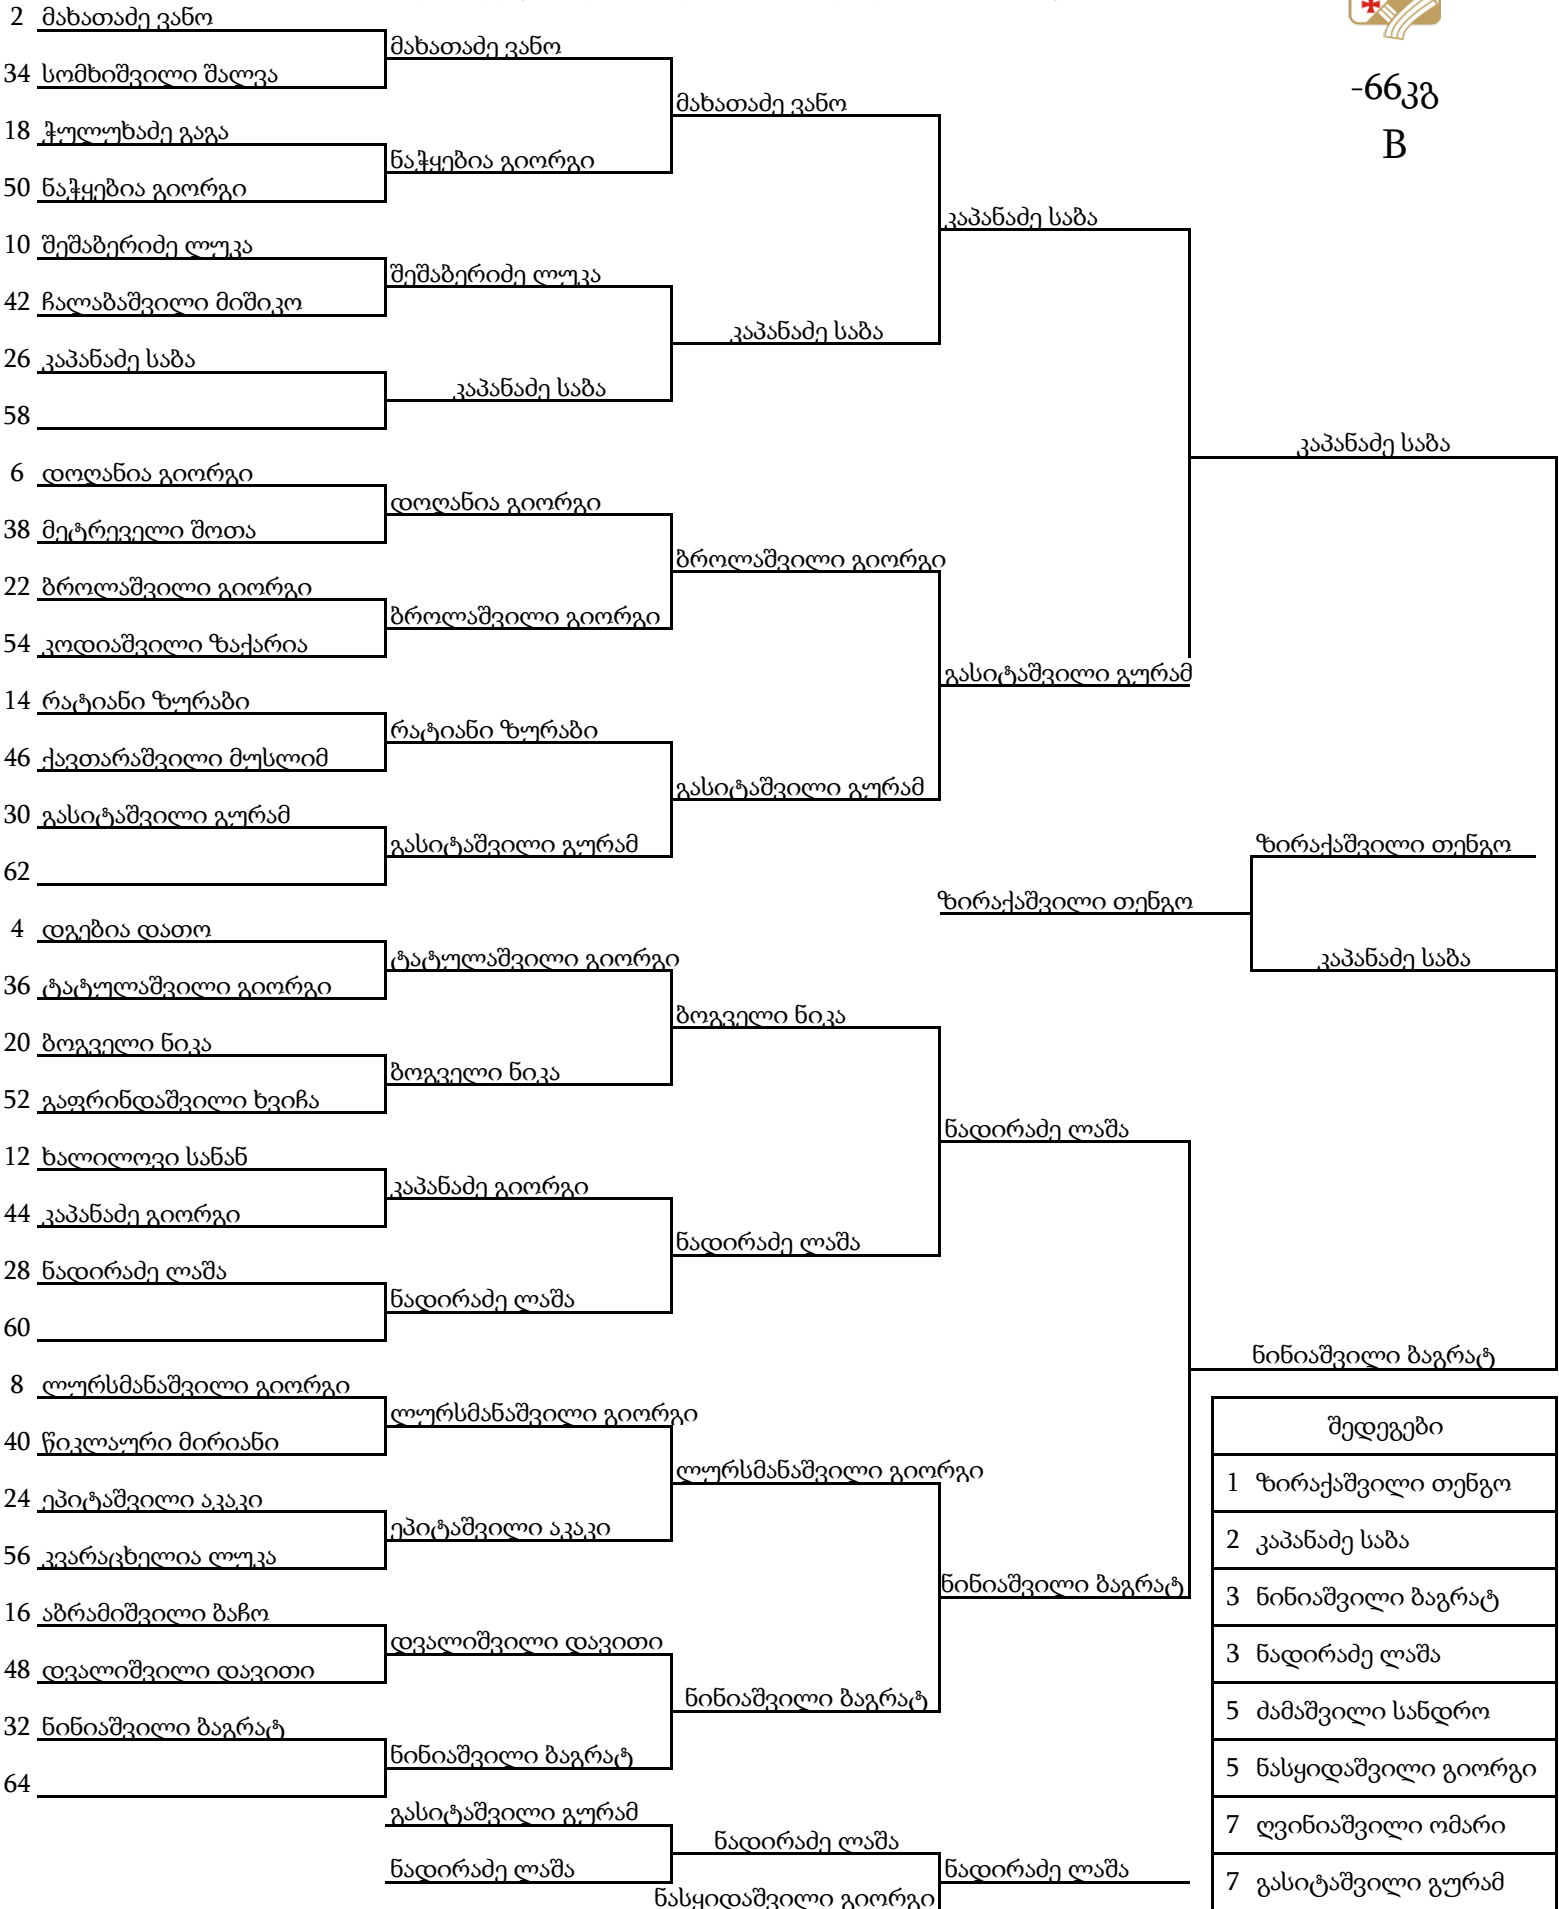 2 მახათაძე ვანო
მახათაძე ვანო
34 სომხიშვილი შალვა
-66კგ
მახათაძე ვანო
18 ჭულუხაძე გაგა
B
ნაჭყებია გიორგი
50 ნაჭყებია გიორგი
კაპანაძე საბა
10 შეშაბერიძე ლუკა
შეშაბერიძე ლუკა
42 ჩალაბაშვილი მიშიკო
კაპანაძე საბა
26 კაპანაძე საბა
კაპანაძე საბა
58
კაპანაძე საბა
6 დოღანია გიორგი
დოღანია გიორგი
38 მეტრეველი შოთა
ბროლაშვილი გიორგი
22 ბროლაშვილი გიორგი
ბროლაშვილი გიორგი
54 კოდიაშვილი ზაქარია
გასიტაშვილი გურამ
14 რატიანი ზურაბი
რატიანი ზურაბი
46 ქავთარაშვილი მუსლიმ
გასიტაშვილი გურამ
30 გასიტაშვილი გურამ
გასიტაშვილი გურამ
ზირაქაშვილი თენგო
62
ზირაქაშვილი თენგო
4 დგებია დათო
ტატულაშვილი გიორგი
კაპანაძე საბა
36 ტატულაშვილი გიორგი
ბოგველი ნიკა
20 ბოგველი ნიკა
ბოგველი ნიკა
52 გაფრინდაშვილი ხვიჩა
ნადირაძე ლაშა
12 ხალილოვი სანან
კაპანაძე გიორგი
44 კაპანაძე გიორგი
ნადირაძე ლაშა
28 ნადირაძე ლაშა
ნადირაძე ლაშა
60
ნინიაშვილი ბაგრატ
8 ლურსმანაშვილი გიორგი
ლურსმანაშვილი გიორგი
შედეგები
40 წიკლაური მირიანი
ლურსმანაშვილი გიორგი
1 ზირაქაშვილი თენგო
24 ეპიტაშვილი აკაკი
ეპიტაშვილი აკაკი
2 კაპანაძე საბა
56 კვარაცხელია ლუკა
ნინიაშვილი ბაგრატ
3 ნინიაშვილი ბაგრატ
16 აბრამიშვილი ბაჩო
დვალიშვილი დავითი
3 ნადირაძე ლაშა
48 დვალიშვილი დავითი
ნინიაშვილი ბაგრატ
5 ძამაშვილი სანდრო
32 ნინიაშვილი ბაგრატ
ნინიაშვილი ბაგრატ
5 ნასყიდაშვილი გიორგი
64
გასიტაშვილი გურამ
7 ღვინიაშვილი ომარი
ნადირაძე ლაშა
ნადირაძე ლაშა
ნადირაძე ლაშა
7 გასიტაშვილი გურამ
ნასყიდაშვილი გიორგი